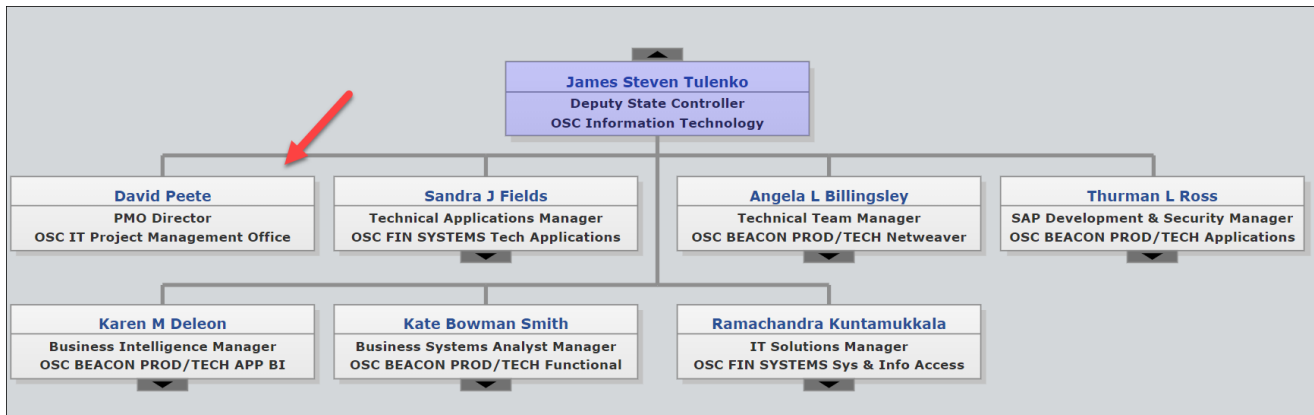 James Steven Tulenko
Deputy State Controller
OSC Information Technology
David Peete
PMO Director
OSC IT Project Management Office
Sandra J Fields
Technical Applications Manager
OSC FIN SYSTEMS Tech Applications
Angela L Billingsley
Technical Team Manager
OSC BEACON PROD/TECH Netweaver
Thurman L Ross
SAP Development & Security Manager
OSC BEACON PROD/TECH Applications
Karen M Deleon
Business Intelligence Manager
OSC BEACON PROD/TECH APP BI
Kate Bowman Smith
Business Systems Analyst Manager
OSC BEACON PROD/TECH Functional
Ramachandra Kuntamukkala
IT Solutions Manager
OSC FIN SYSTEMS Sys & Info Access